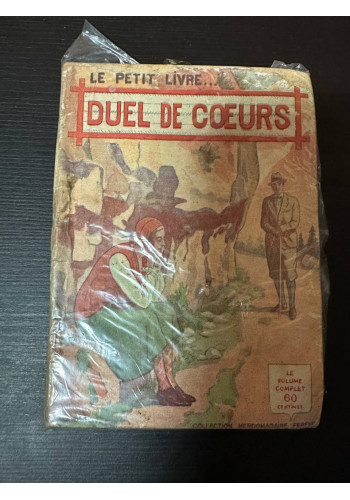 LE PETIT LIVRE...
DUEL DE CŒURS
LE
VOLUME
COMPLET
60
CENTIMES
COLLECTION HEBDOMADAIRE